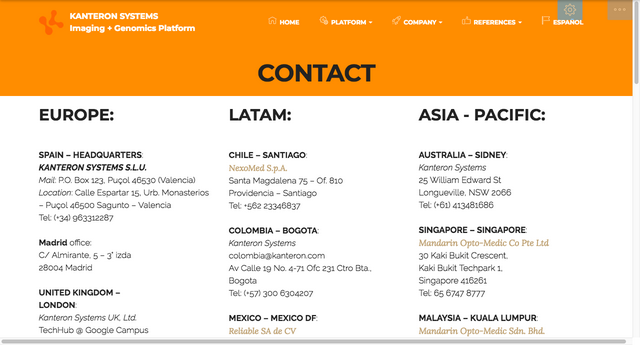 KANTERON SYSTEMS
Imaging + Genomics Platform
HOME
PLATFORM
COMPANY
REFERENCES
ESPAÑOL
CONTACT
EUROPE:
SPAIN – HEADQUARTERS:
KANTERON SYSTEMS S.L.U.
Mail: P.O. Box 123, Puçol 46530 (Valencia)
Location: Calle Espartar 15, Urb. Monasterios
– Puçol 46500 Sagunto – Valencia
Tel: (+34) 963312287
Madrid office:
C/ Almirante, 5 – 3° izda
28004 Madrid
UNITED KINGDOM –
LONDON:
Kanteron Systems UK, Ltd.
TechHub @ Google Campus
LATAM:
CHILE – SANTIAGO:
NexoMed S.p.A.
Santa Magdalena 75 – Of. 810
Providencia – Santiago
Tel: +562 23346837
COLOMBIA – BOGOTA:
Kanteron Systems
colombia@kanteron.com
Av Calle 19 No. 4-71 Ofc 231 Ctro Bta.,
Bogota
Tel: (+57) 300 6304207
MEXICO – MEXICO DF:
Reliable SA de CV
ASIA - PACIFIC:
AUSTRALIA – SIDNEY:
Kanteron Systems
25 William Edward St
Longueville, NSW 2066
Tel: (+61) 413481686
SINGAPORE – SINGAPORE:
Mandarin Opto-Medic Co Pte Ltd
30 Kaki Bukit Crescent,
Kaki Bukit Techpark 1,
Singapore 416261
Tel: 65 6747 8777
MALAYSIA – KUALA LUMPUR:
Mandarin Opto-Medic Sdn. Bhd.